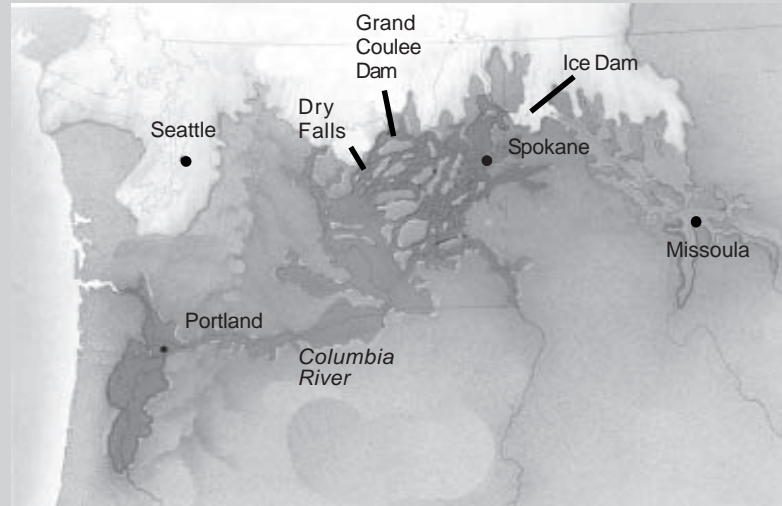 Grand
Coulee
Dam
Ice Dam
Dry
Falls
Seattle
Spokane
Missoula
Portland
Columbia
River